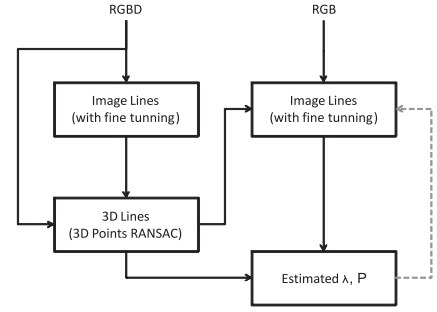 RGBD
RGB
Image Lines
(with fine tunning)
Image Lines
(with fine tunning)
3D Lines
(3D Points RANSAC)
Estimated λ, P